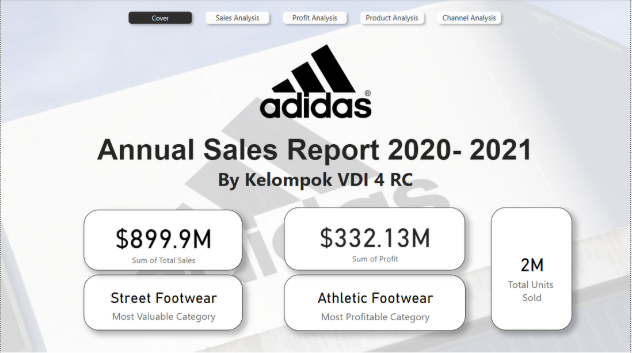 Cover
Sales Analysis
Profit Analysis
Product Analysis
Channel Analysis
adidas®
Annual Sales Report 2020- 2021
By Kelompok VDI 4 RC
$899.9M
Sum of Total Sales
$332.13M
Sum of Profit
2M
Total Units
Sold
Street Footwear
Most Valuable Category
Athletic Footwear
Most Profitable Category
adidas